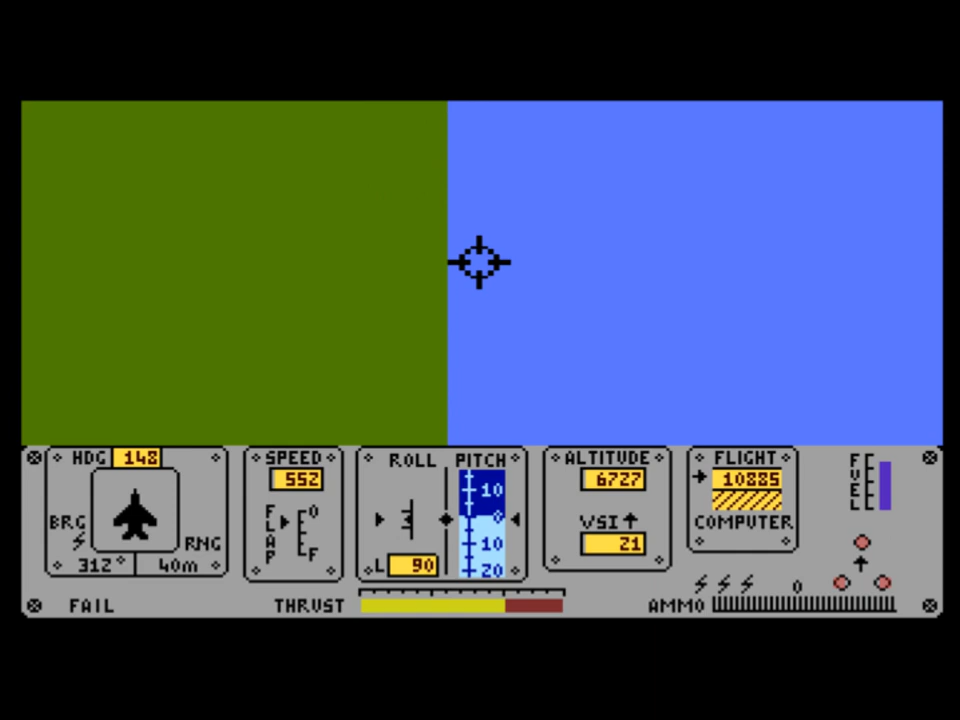 HDG 148
SPEED
552
ROLL PITCH
ALTITUDE
6727
FLIGHT
10885
COMPUTER
FUEL
10
0
10
20
FLAP
0
F
BRG
RNG
312° 40m
L 90
VSI
21
0
FAIL
THRUST
AMMO